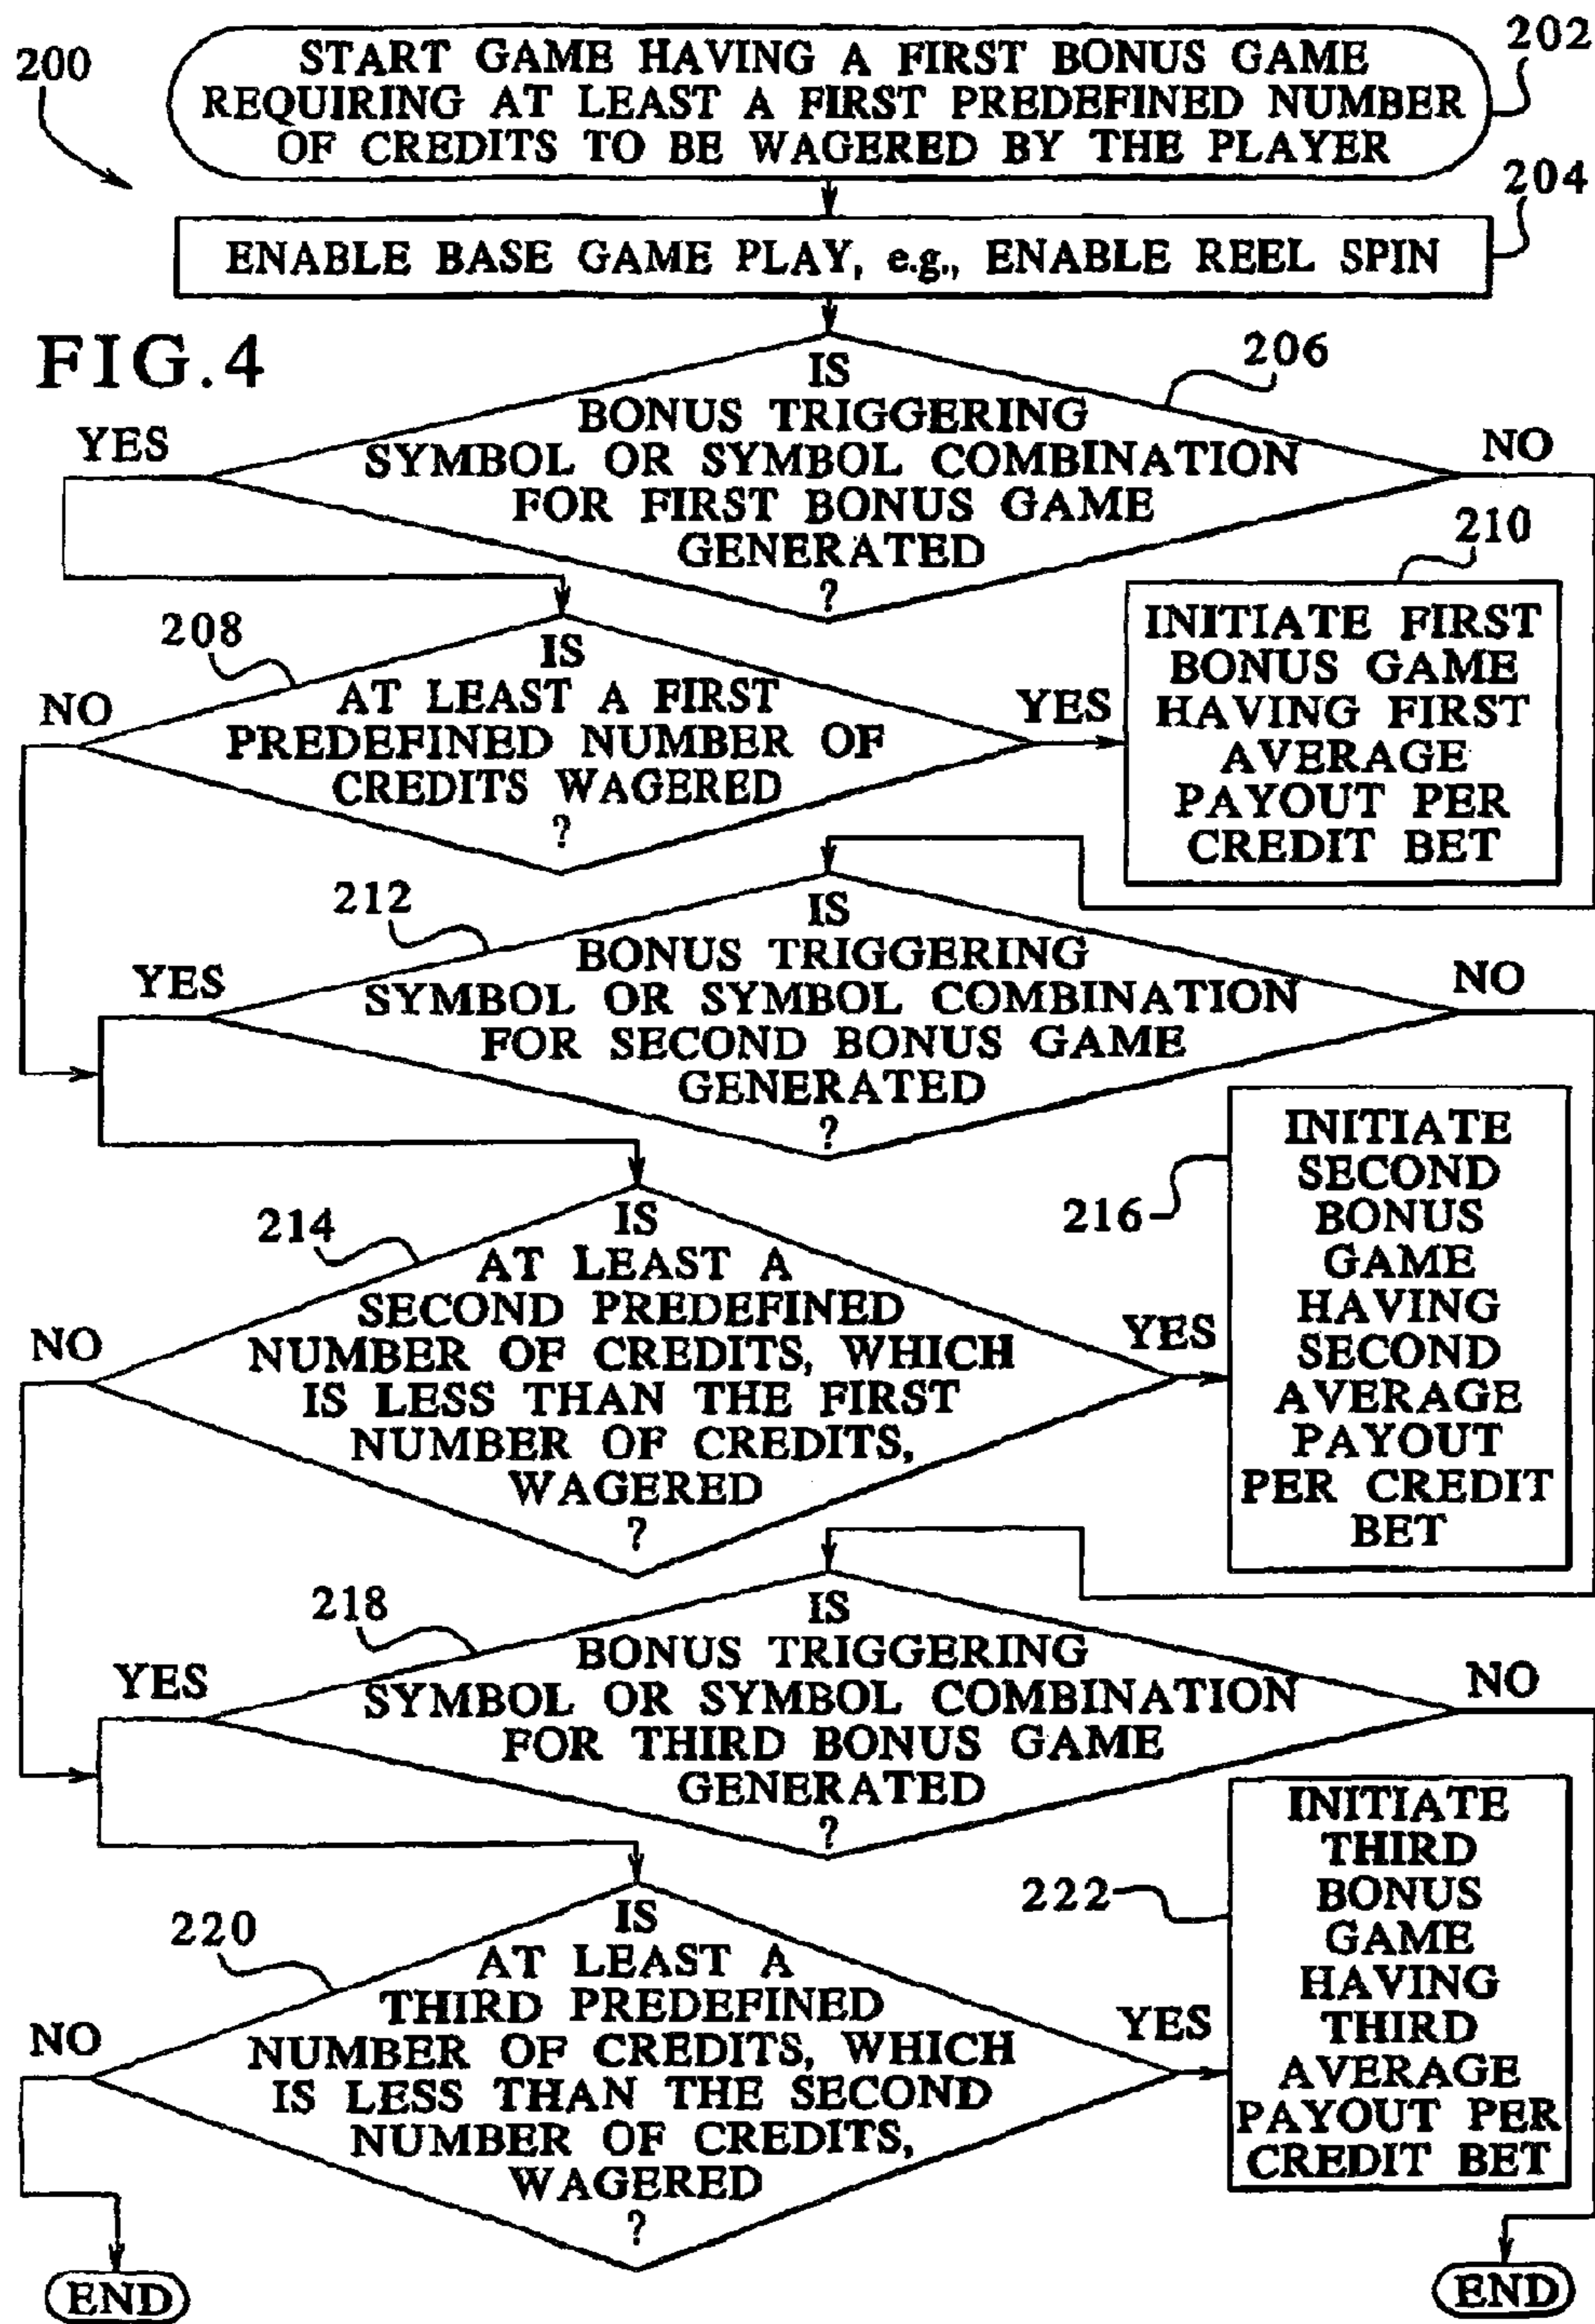 200
START GAME HAVING A FIRST BONUS GAME
REQUIRING AT LEAST A FIRST PREDEFINED NUMBER
OF CREDITS TO BE WAGERED BY THE PLAYER
202
204
ENABLE BASE GAME PLAY, e.g., ENABLE REEL SPIN
FIG.4
206
IS
BONUS TRIGGERING
SYMBOL OR SYMBOL COMBINATION
FOR FIRST BONUS GAME
GENERATED
?
YES
NO
208
IS
AT LEAST A FIRST
PREDEFINED NUMBER OF
CREDITS WAGERED
?
NO
YES
210
INITIATE FIRST
BONUS GAME
HAVING FIRST
AVERAGE
PAYOUT PER
CREDIT BET
212
IS
BONUS TRIGGERING
SYMBOL OR SYMBOL COMBINATION
FOR SECOND BONUS GAME
GENERATED
?
YES
NO
214
IS
AT LEAST A
SECOND PREDEFINED
NUMBER OF CREDITS, WHICH
IS LESS THAN THE FIRST
NUMBER OF CREDITS,
WAGERED
?
NO
YES
216
INITIATE
SECOND
BONUS
GAME
HAVING
SECOND
AVERAGE
PAYOUT
PER CREDIT
BET
218
IS
BONUS TRIGGERING
SYMBOL OR SYMBOL COMBINATION
FOR THIRD BONUS GAME
GENERATED
?
YES
NO
220
IS
AT LEAST A
THIRD PREDEFINED
NUMBER OF CREDITS, WHICH
IS LESS THAN THE SECOND
NUMBER OF CREDITS,
WAGERED
?
NO
YES
222
INITIATE
THIRD
BONUS
GAME
HAVING
THIRD
AVERAGE
PAYOUT PER
CREDIT BET
END
END